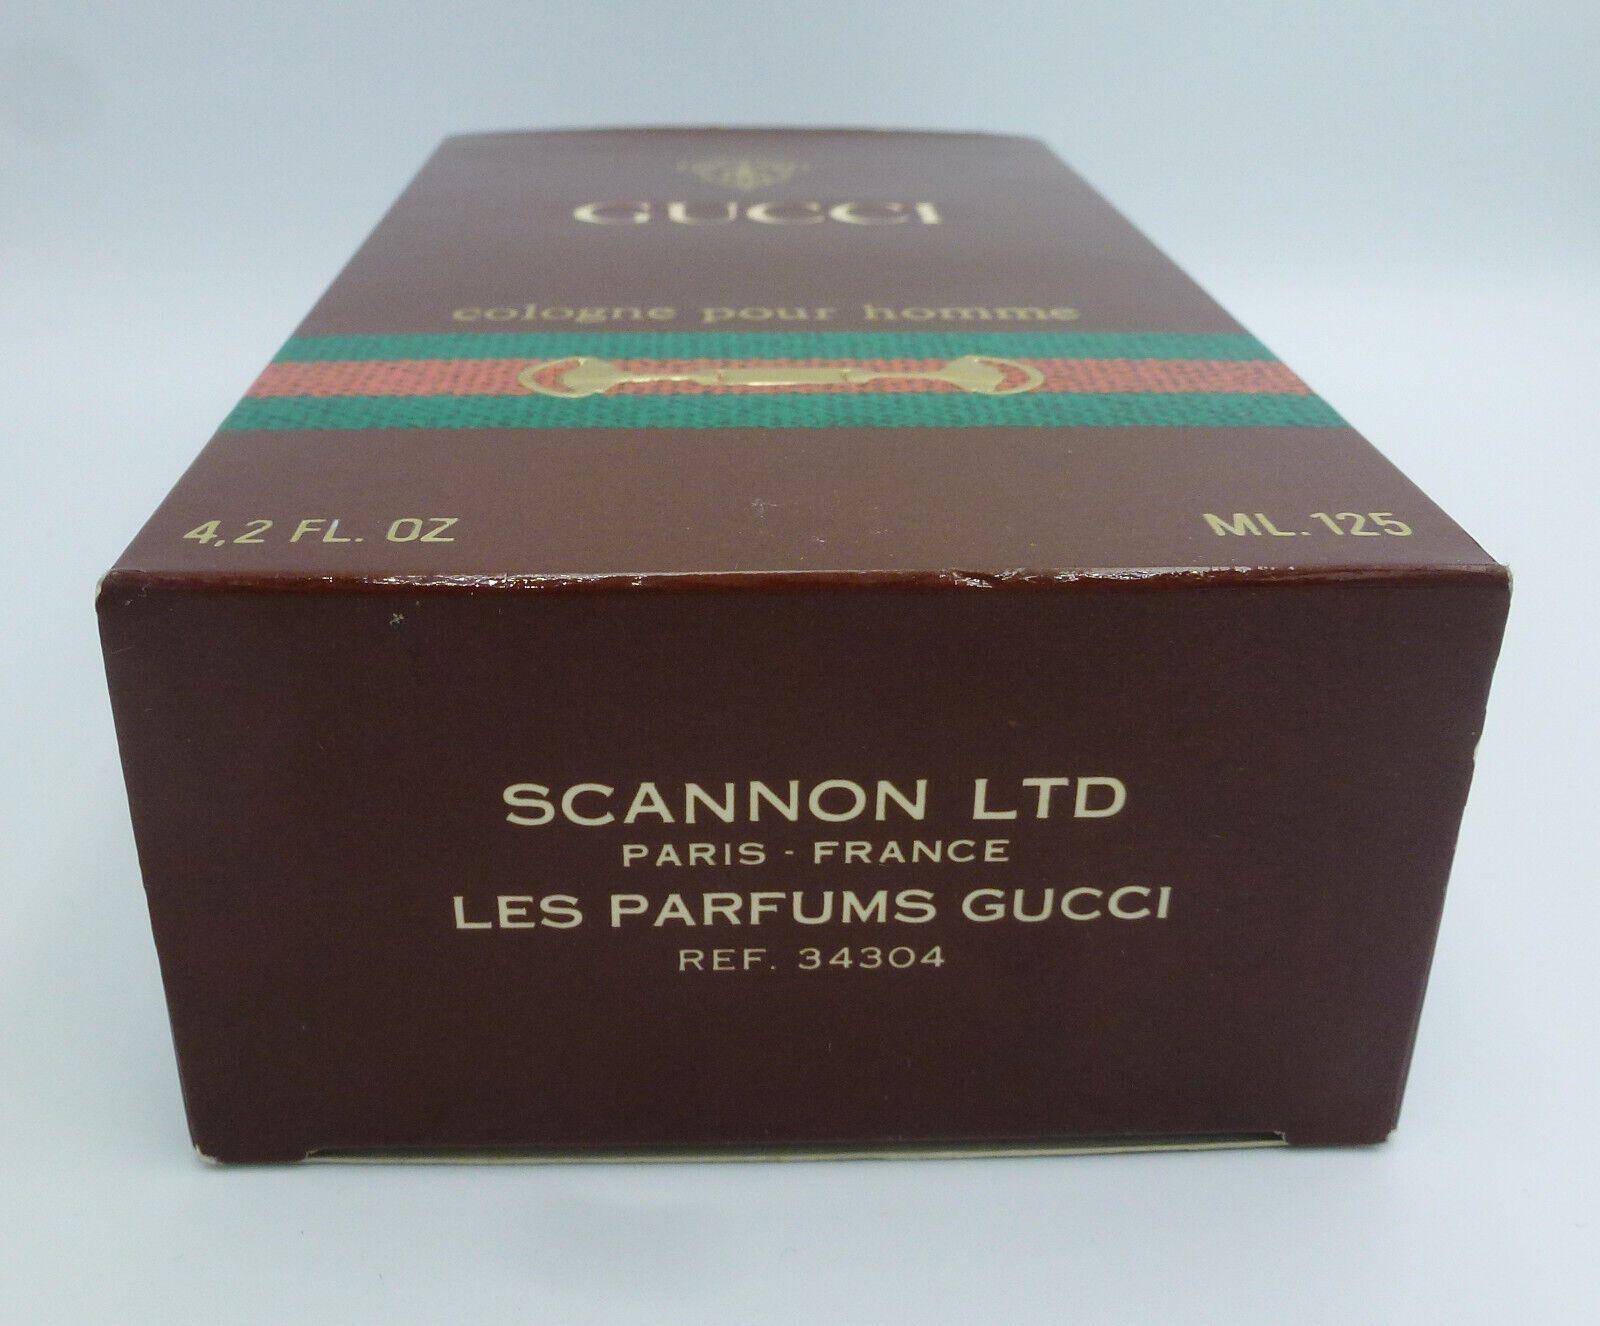 GUCCI
cologne pour homme
4,2 FL. OZ
ML. 125
SCANNON LTD
PARIS - FRANCE
LES PARFUMS GUCCI
REF. 34304